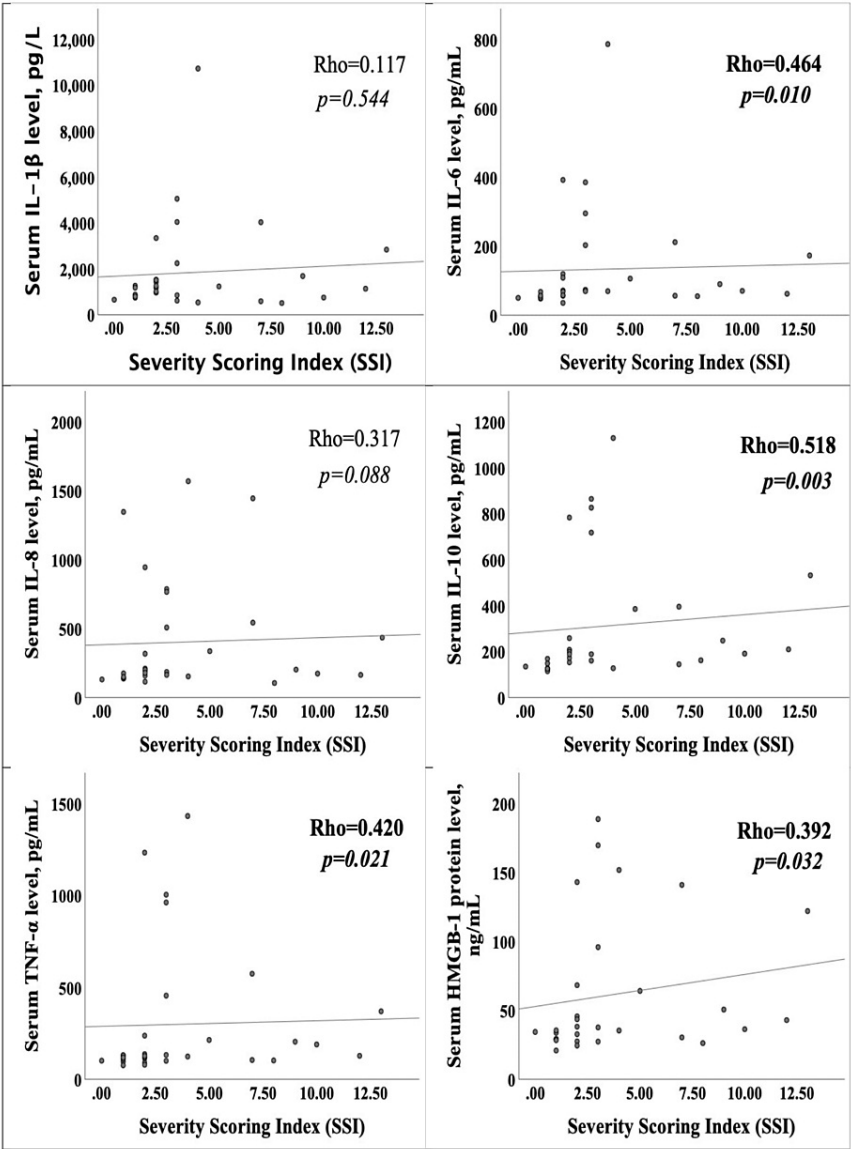 Serum IL−1β level, pg/L
12,000
10,000
8,000
6,000
4,000
2,000
0
Rho=0.117
p=0.544
.00 2.50 5.00 7.50 10.00 12.50
Severity Scoring Index (SSI)
Serum IL-6 level, pg/mL
800
600
400
200
0
Rho=0.464
p=0.010
.00 2.50 5.00 7.50 10.00 12.50
Severity Scoring Index (SSI)
Serum IL-8 level, pg/mL
2000
1500
1000
500
0
Rho=0.317
p=0.088
.00 2.50 5.00 7.50 10.00 12.50
Severity Scoring Index (SSI)
Serum IL-10 level, pg/mL
1200
1000
800
600
400
200
0
Rho=0.518
p=0.003
.00 2.50 5.00 7.50 10.00 12.50
Severity Scoring Index (SSI)
Serum TNF-α level, pg/mL
1500
1000
500
0
Rho=0.420
p=0.021
.00 2.50 5.00 7.50 10.00 12.50
Severity Scoring Index (SSI)
Serum HMGB-1 protein level,
ng/mL
200
150
100
50
0
Rho=0.392
p=0.032
.00 2.50 5.00 7.50 10.00 12.50
Severity Scoring Index (SSI)